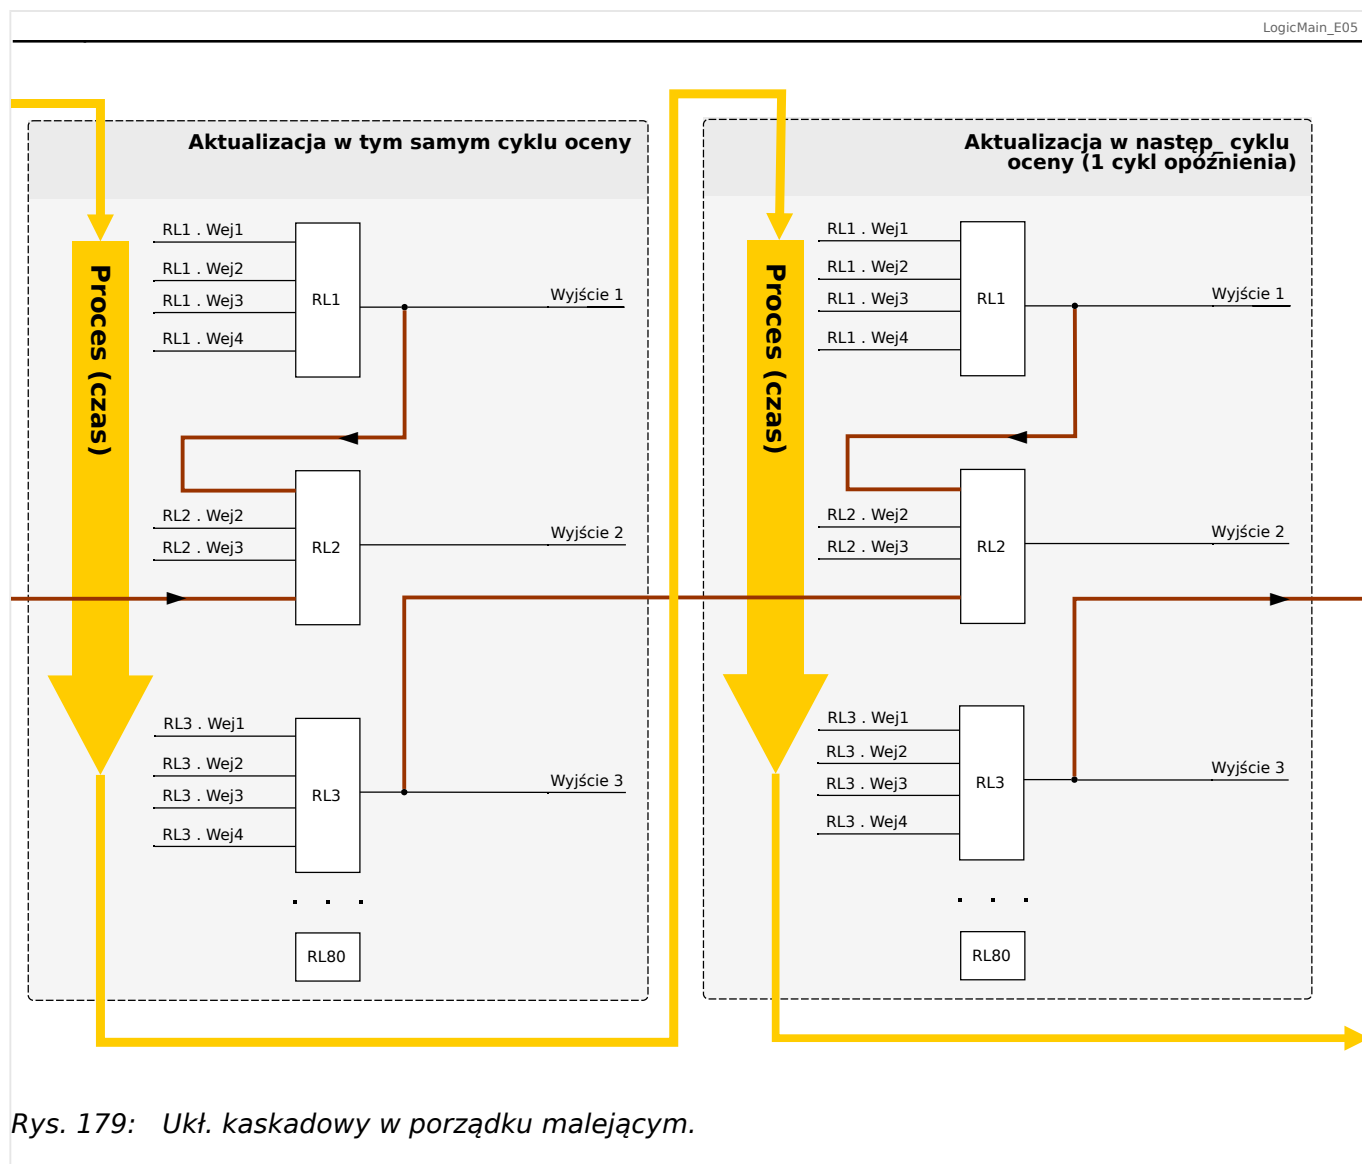 LogicMain_E05
Aktualizacja w tym samym cyklu oceny
Proces (czas)
RL1 . Wej1
RL1 . Wej2
RL1 . Wej3
RL1 . Wej4
RL1
Wyjście 1
RL2 . Wej2
RL2 . Wej3
RL2
Wyjście 2
RL3 . Wej1
RL3 . Wej2
RL3 . Wej3
RL3 . Wej4
RL3
Wyjście 3
. . .
RL80
Aktualizacja w następ_ cyklu
oceny (1 cykl opóźnienia)
Proces (czas)
RL1 . Wej1
RL1 . Wej2
RL1 . Wej3
RL1 . Wej4
RL1
Wyjście 1
RL2 . Wej2
RL2 . Wej3
RL2
Wyjście 2
RL3 . Wej1
RL3 . Wej2
RL3 . Wej3
RL3 . Wej4
RL3
Wyjście 3
. . .
RL80
Rys. 179: Ukł. kaskadowy w porządku malejącym.